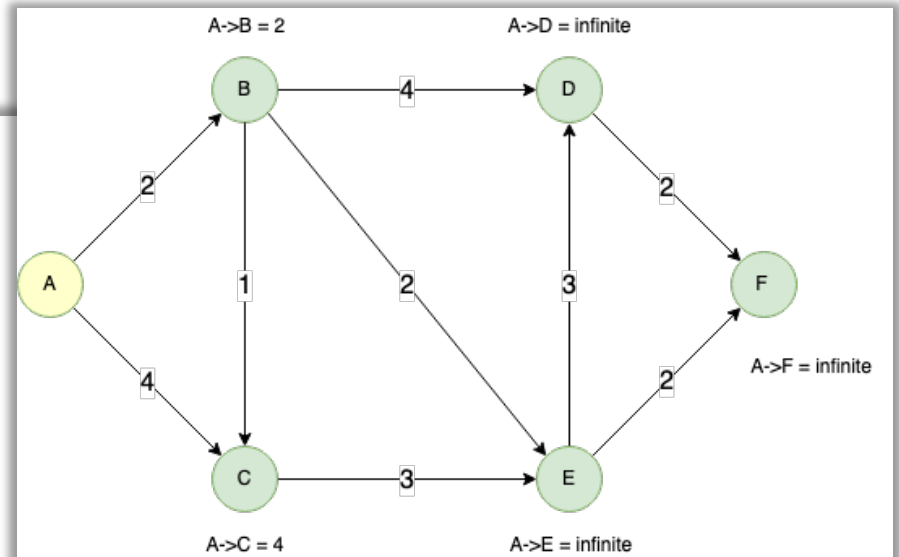 A->B = 2
A->D = infinite
B
4
D
2
2
A
1
2
3
F
4
2
A->F = infinite
C
3
E
A->C = 4
A->E = infinite